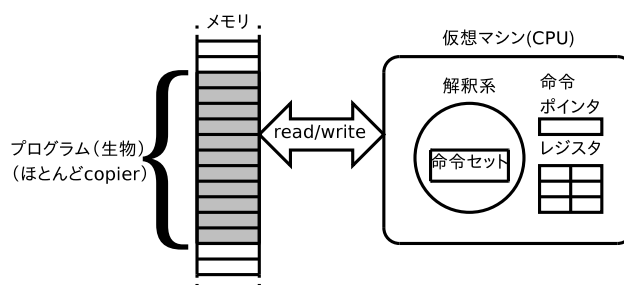 メモリ
仮想マシン(CPU)
解釈系
命令
ポインタ
read/write
プログラム（生物）
（ほとんどcopier）
命令セット
レジスタ